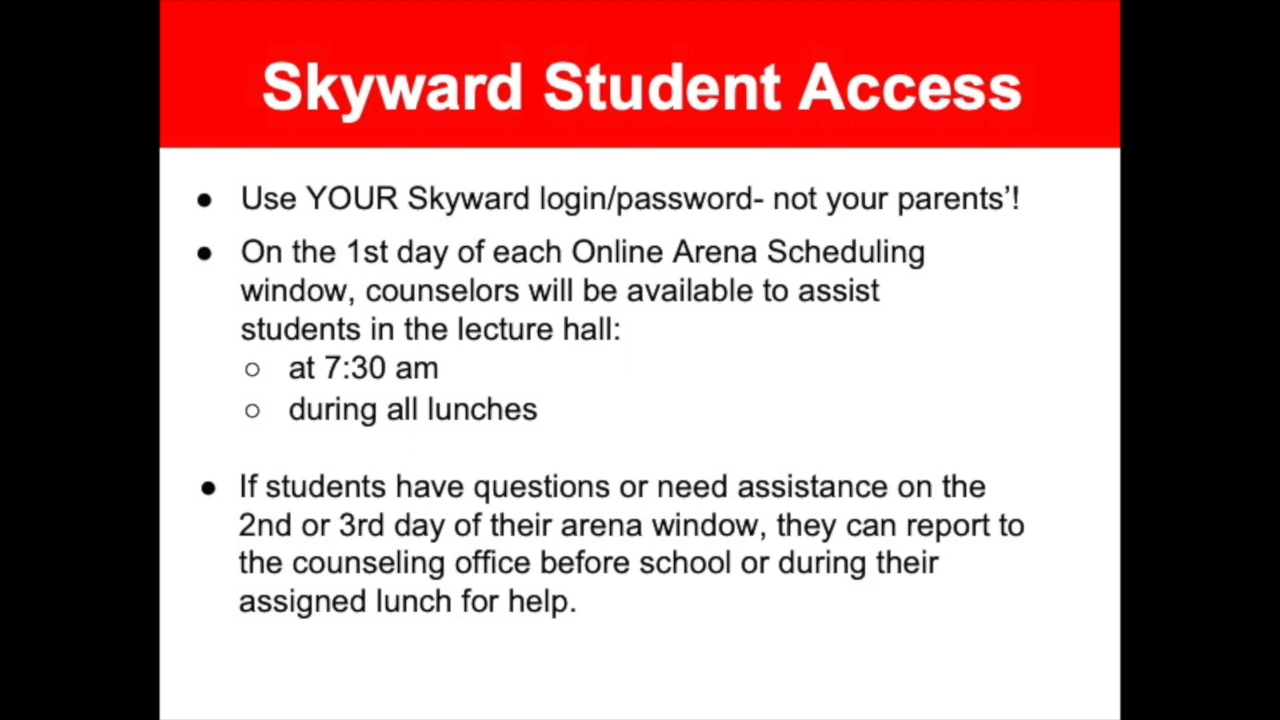 Skyward Student Access
● Use YOUR Skyward login/password- not your parents’!
● On the 1st day of each Online Arena Scheduling
window, counselors will be available to assist
students in the lecture hall:
○ at 7:30 am
○ during all lunches
● If students have questions or need assistance on the
2nd or 3rd day of their arena window, they can report to
the counseling office before school or during their
assigned lunch for help.